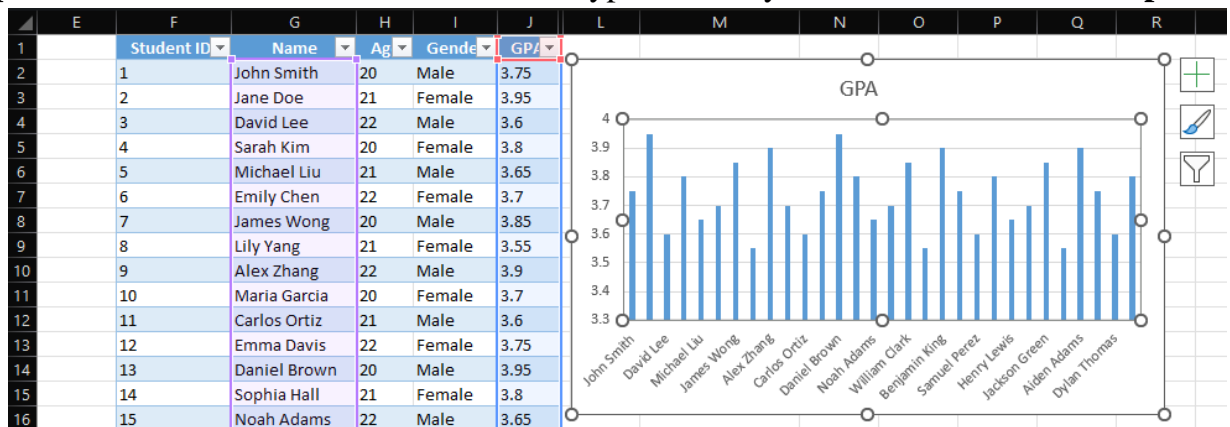 E F G H I J L M N O P Q R
1 Student ID Name Ag Gende GPA
2 1 John Smith 20 Male 3.75
3 2 Jane Doe 21 Female 3.95
4 3 David Lee 22 Male 3.6
5 4 Sarah Kim 20 Female 3.8
6 5 Michael Liu 21 Male 3.65
7 6 Emily Chen 22 Female 3.7
8 7 James Wong 20 Male 3.85
9 8 Lily Yang 21 Female 3.55
10 9 Alex Zhang 22 Male 3.9
11 10 Maria Garcia 20 Female 3.7
12 11 Carlos Ortiz 21 Male 3.6
13 12 Emma Davis 22 Female 3.75
14 13 Daniel Brown 20 Male 3.95
15 14 Sophia Hall 21 Female 3.8
16 15 Noah Adams 22 Male 3.65
GPA
4
3.9
3.8
3.7
3.6
3.5
3.4
3.3
John Smith
David Lee
Michael Liu
James Wong
Alex Zhang
Carlos Ortiz
Daniel Brown
Noah Adams
William Clark
Benjamin King
Samuel Perez
Henry Lewis
Jackson Green
Aiden Adams
Dylan Thomas